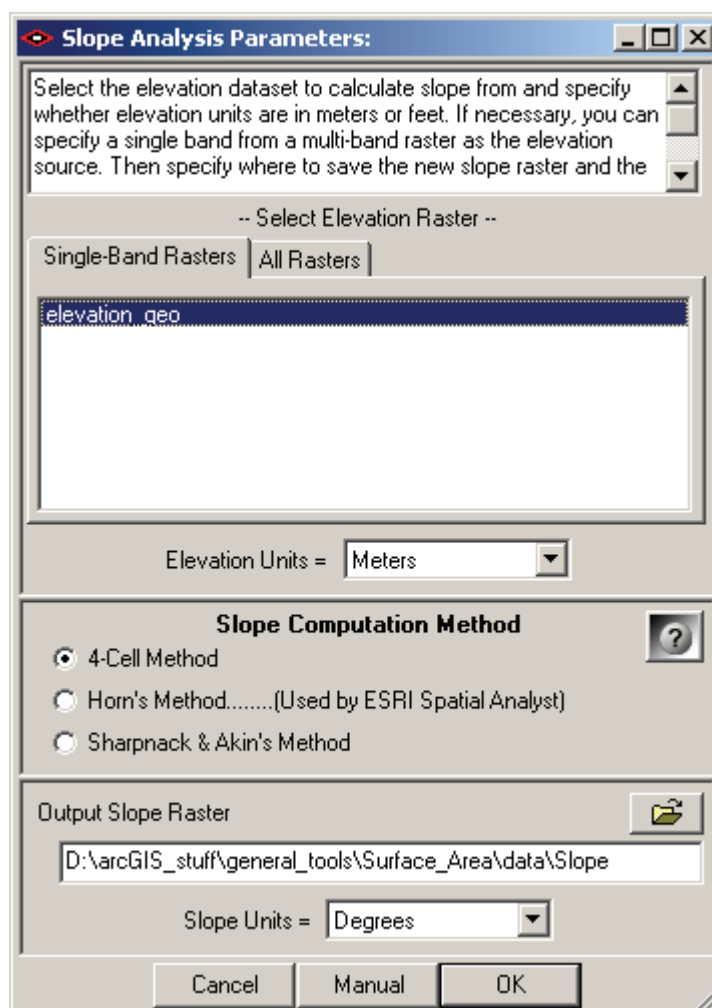 Slope Analysis Parameters:
Select the elevation dataset to calculate slope from and specify
whether elevation units are in meters or feet. If necessary, you can
specify a single band from a multi-band raster as the elevation
source. Then specify where to save the new slope raster and the
-- Select Elevation Raster --
Single-Band Rasters All Rasters
elevation_geo
Elevation Units = Meters
Slope Computation Method
?
4-Cell Method
Horn's Method........(Used by ESRI Spatial Analyst)
Sharpnack & Akin's Method
Output Slope Raster
D:\arcGIS_stuff\general_tools\Surface_Area\data\Slope
Slope Units = Degrees
Cancel Manual OK